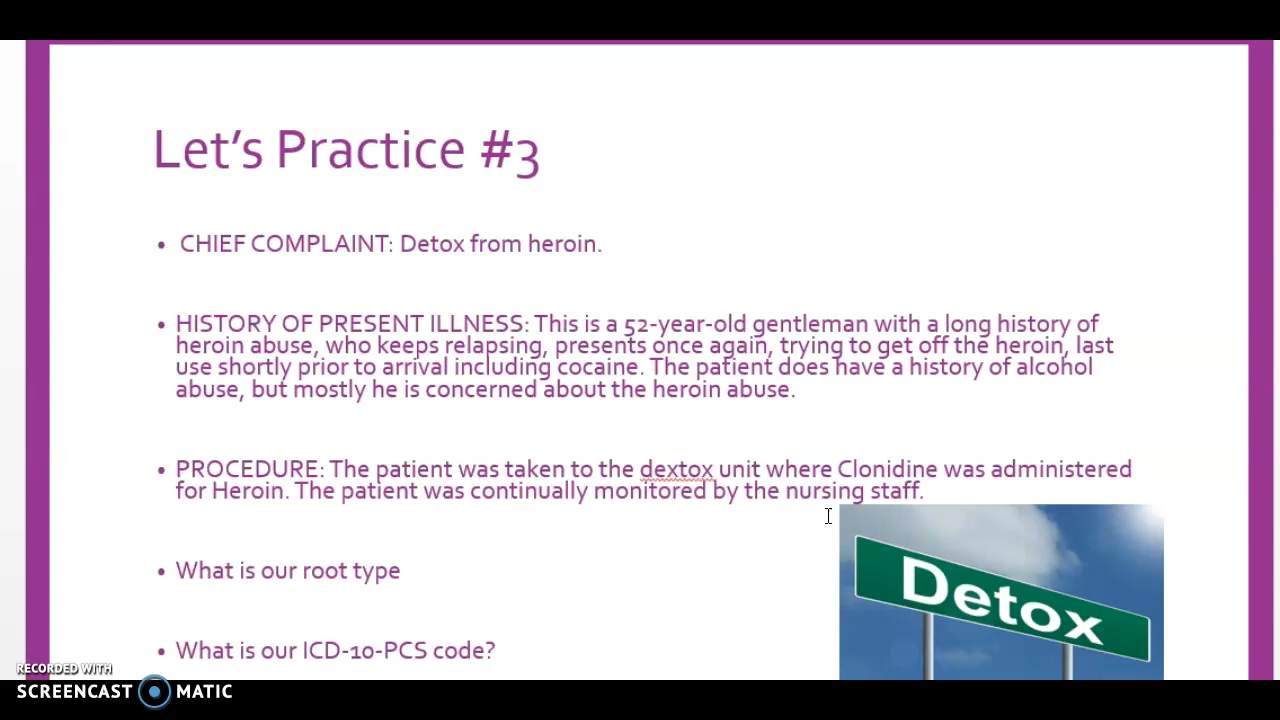 Let's Practice #3
• CHIEF COMPLAINT: Detox from heroin.
• HISTORY OF PRESENT ILLNESS: This is a 52-year-old gentleman with a long history of
heroin abuse, who keeps relapsing, presents once again, trying to get off the heroin, last
use shortly prior to arrival including cocaine. The patient does have a history of alcohol
abuse, but mostly he is concerned about the heroin abuse.
• PROCEDURE: The patient was taken to the dextox unit where Clonidine was administered
for Heroin. The patient was continually monitored by the nursing staff.
• What is our root type
• What is our ICD-10-PCS code?
Detox
RECORDED WITH
SCREENCAST MATIC